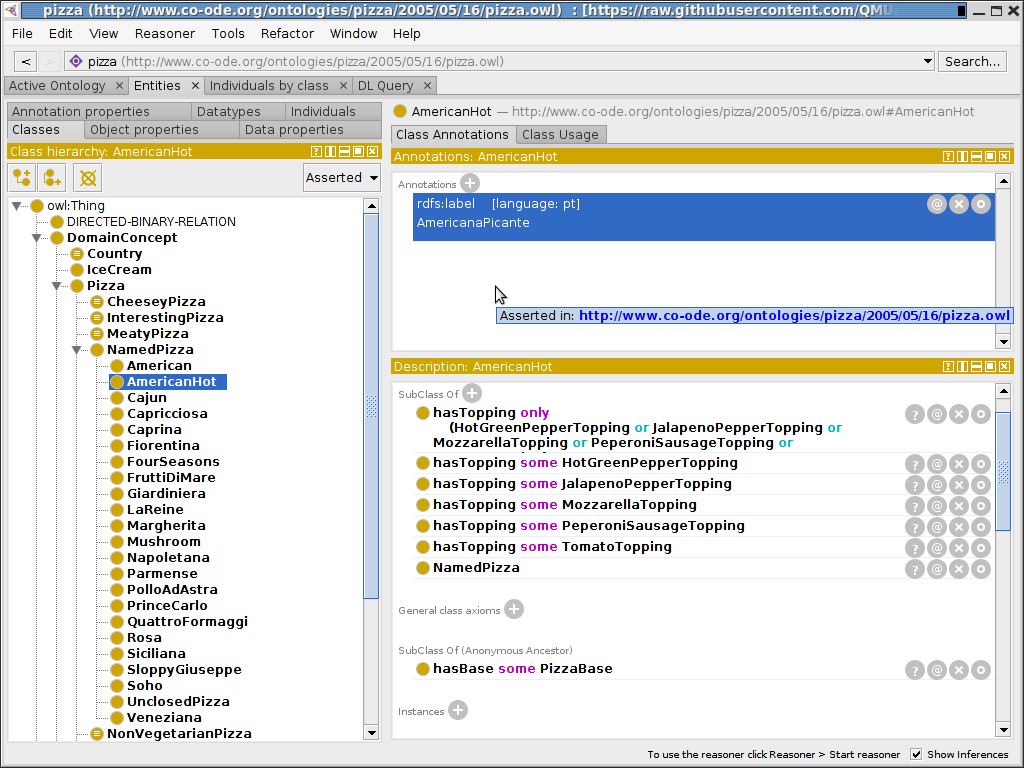 pizza (http://www.co-ode.org/ontologies/pizza/2005/05/16/pizza.owl) : [https://raw.githubusercontent.com/QMU
File Edit View Reasoner Tools Refactor Window Help
< > pizza (http://www.co-ode.org/ontologies/pizza/2005/05/16/pizza.owl) Search...
Active Ontology × Entities × Individuals by class × DL Query ×
Annotation properties Datatypes Individuals
Classes Object properties Data properties
Class hierarchy: AmericanHot
Asserted
owl:Thing
DIRECTED-BINARY-RELATION
DomainConcept
Country
IceCream
Pizza
CheeseyPizza
InterestingPizza
MeatyPizza
NamedPizza
American
AmericanHot
Cajun
Capricciosa
Caprina
Fiorentina
FourSeasons
FruttiDiMare
Giardiniera
LaReine
Margherita
Mushroom
Napoletana
Parmense
PolloAdAstra
PrinceCarlo
QuattroFormaggi
Rosa
Siciliana
SloppyGiuseppe
Soho
UnclosedPizza
Veneziana
NonVegetarianPizza
AmericanHot — http://www.co-ode.org/ontologies/pizza/2005/05/16/pizza.owl#AmericanHot
Class Annotations Class Usage
Annotations: AmericanHot
Annotations
rdfs:label [language: pt]
AmericanaPicante
Asserted in: http://www.co-ode.org/ontologies/pizza/2005/05/16/pizza.owl
Description: AmericanHot
SubClass Of
hasTopping only
(HotGreenPepperTopping or JalapenoPepperTopping or
MozzarellaTopping or PeperoniSausageTopping or
hasTopping some HotGreenPepperTopping
hasTopping some JalapenoPepperTopping
hasTopping some MozzarellaTopping
hasTopping some PeperoniSausageTopping
hasTopping some TomatoTopping
NamedPizza
General class axioms
SubClass Of (Anonymous Ancestor)
hasBase some PizzaBase
Instances
To use the reasoner click Reasoner > Start reasoner Show Inferences